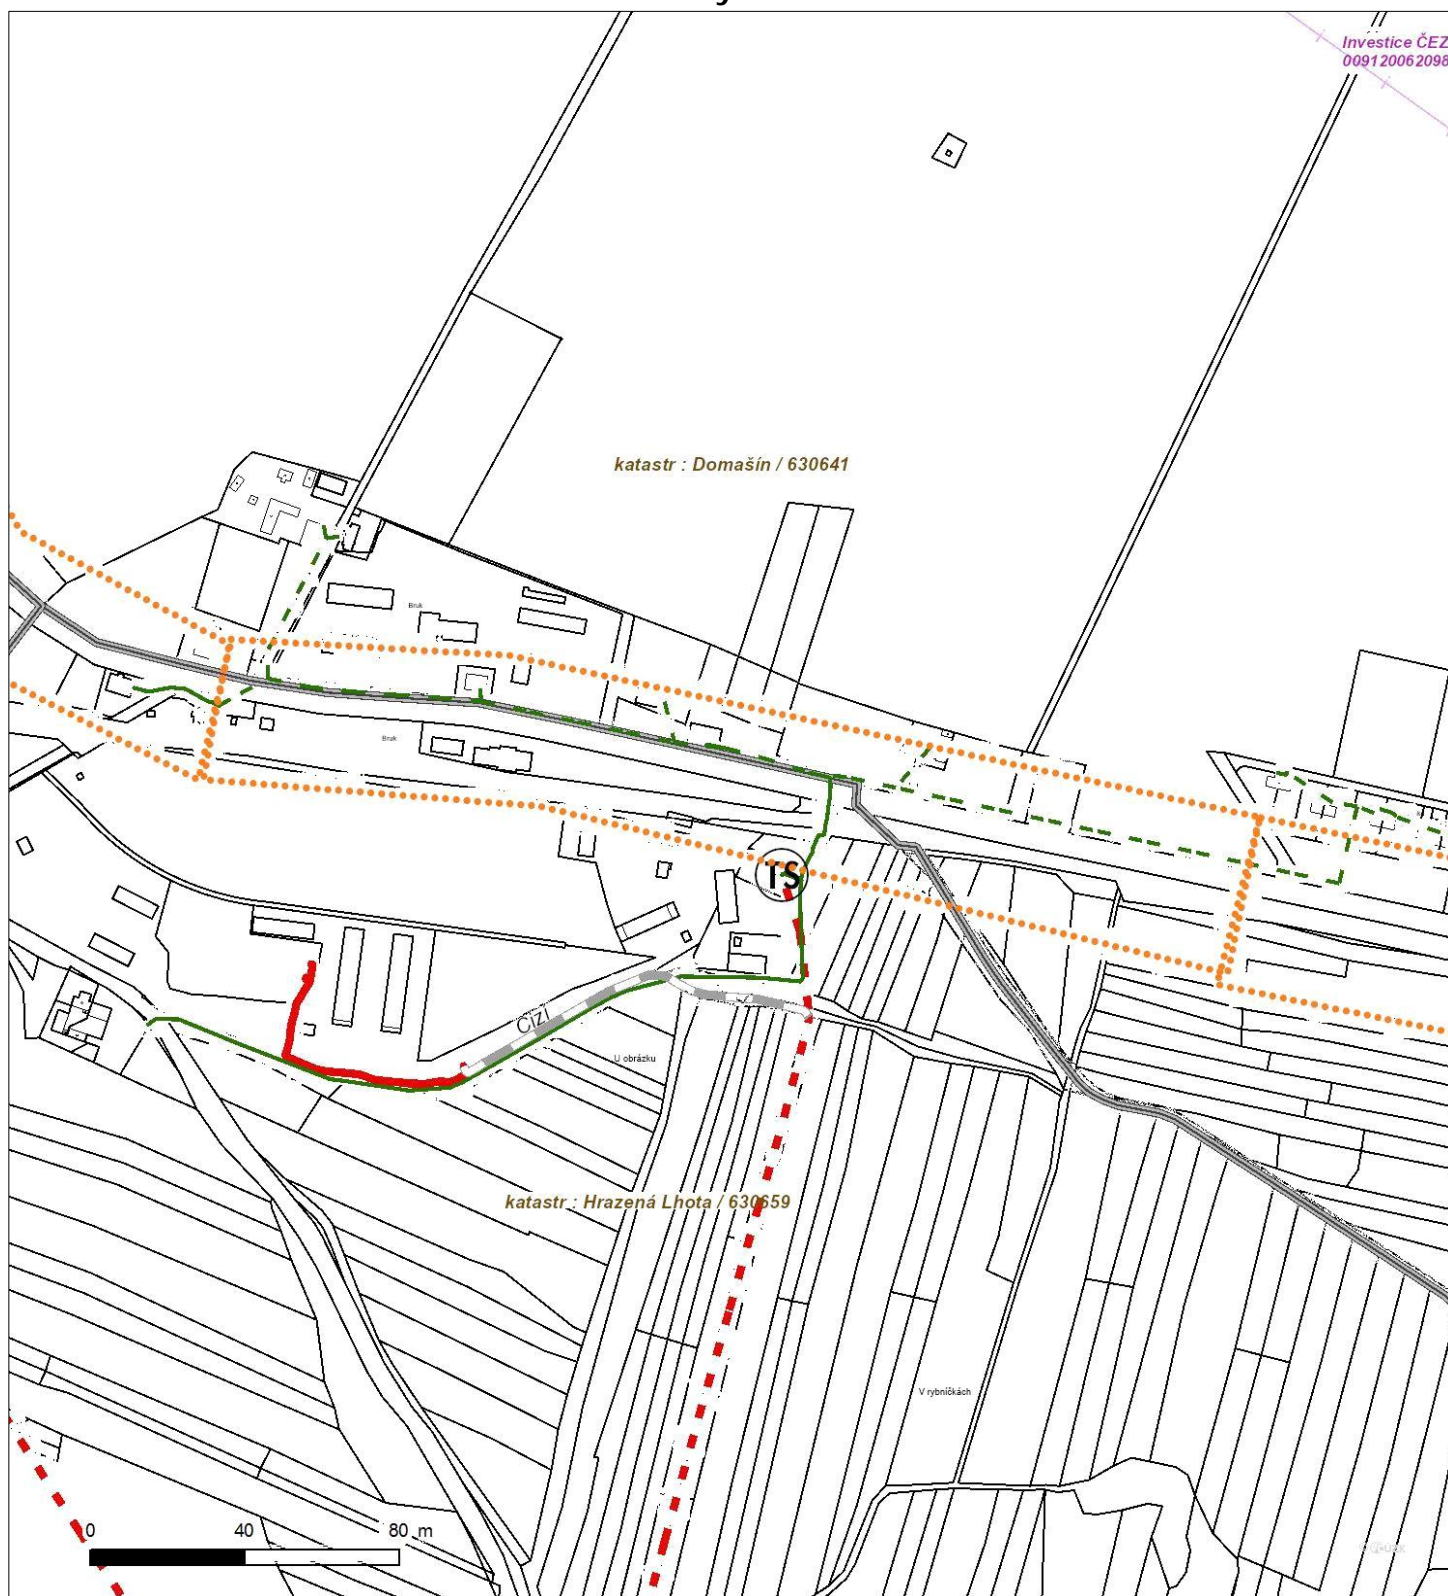 Investice ČEZ
009120062098
katastr : Domašín / 630641
Bruk
Bruk
TS
Cizí
U obrázku
katastr : Hrazená Lhota / 630659
V rybníčkách
0 40 80 m